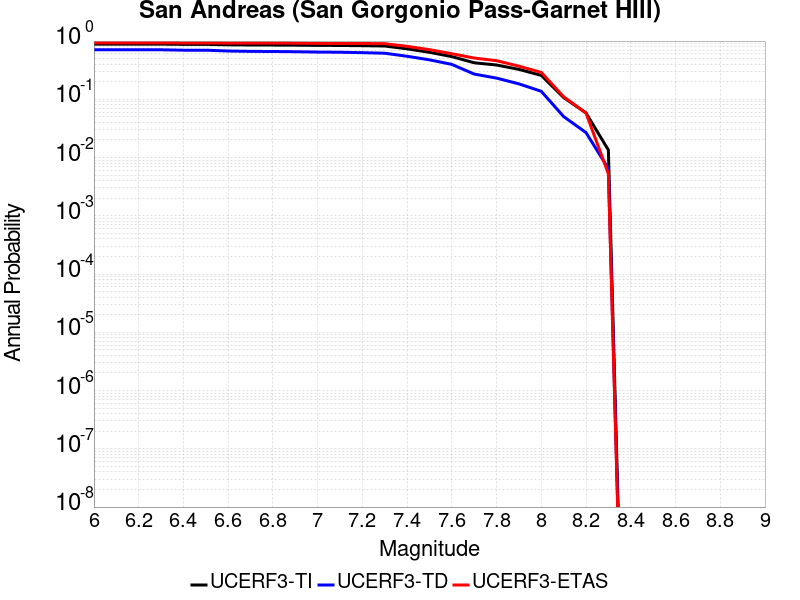 San Andreas (San Gorgonio Pass-Garnet HIll)
Annual Probability
10^0
10^-1
10^-2
10^-3
10^-4
10^-5
10^-6
10^-7
10^-8
6 6.2 6.4 6.6 6.8 7 7.2 7.4 7.6 7.8 8 8.2 8.4 8.6 8.8 9
Magnitude
UCERF3-TI UCERF3-TD UCERF3-ETAS